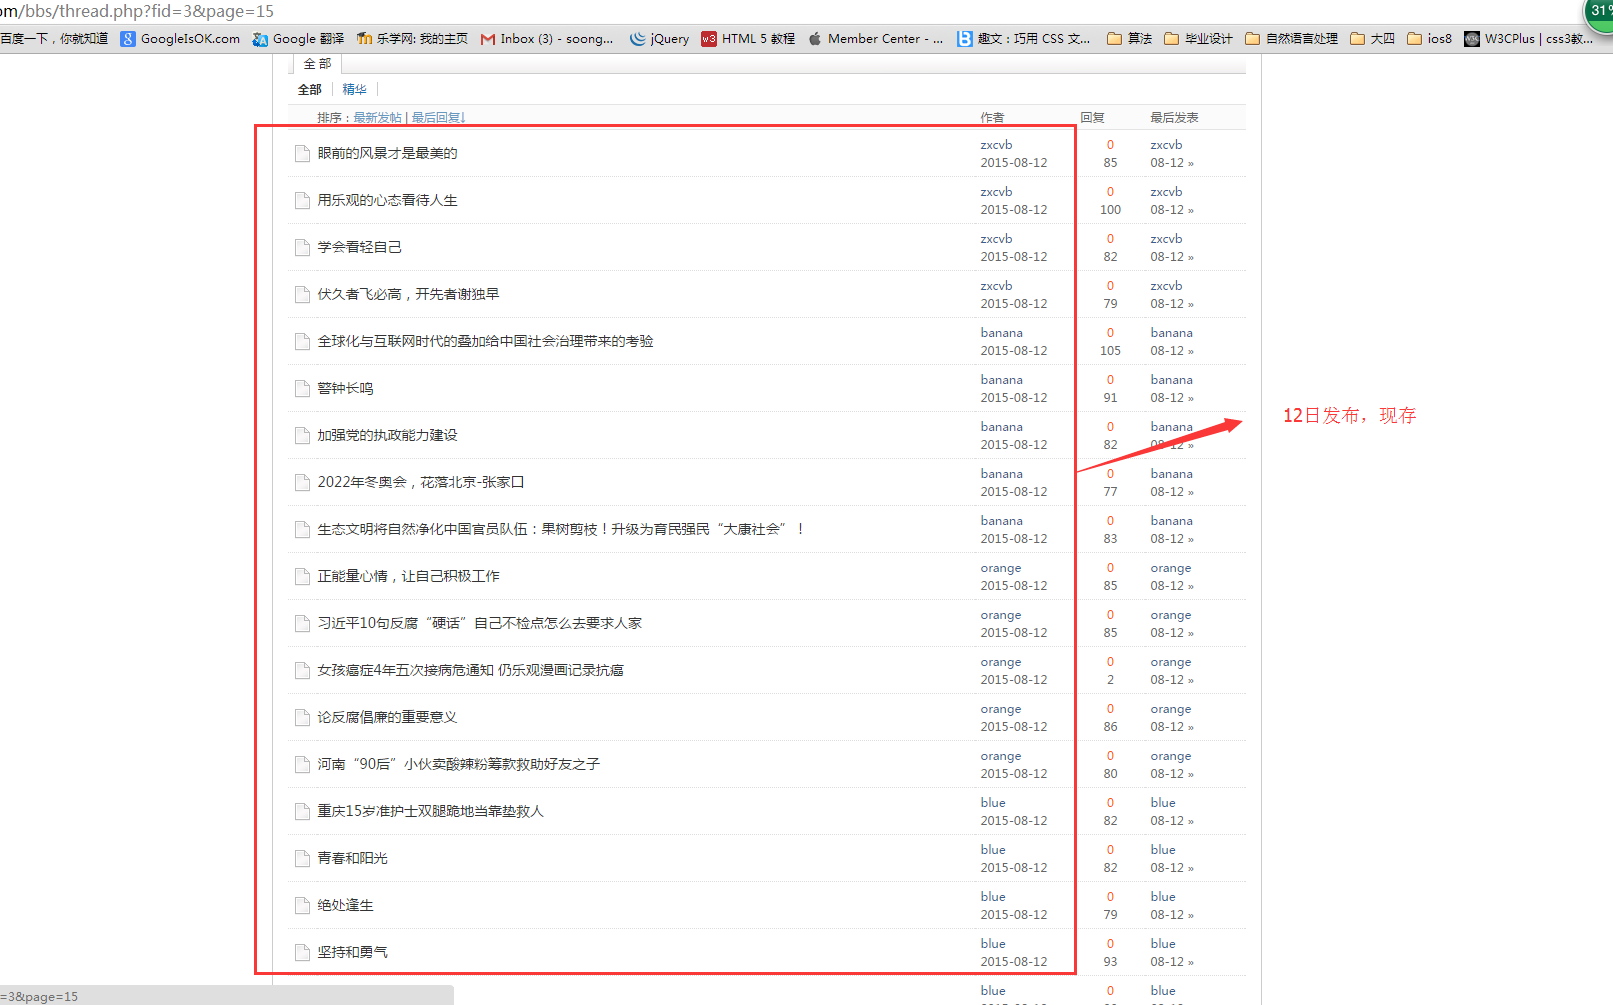 om/bbs/thread.php?fid=3&page=15
31%
百度一下，你就知道 GoogleIsOK.com Google 翻译 乐学网: 我的主页 Inbox (3) - soong... jQuery HTML 5 教程 Member Center - ... 趣文：巧用 CSS 文... 算法 毕业设计 自然语言处理 大四 ios8 W3CPlus | css3教...
全 部
全部 精华
排序：最新发帖 | 最后回复↓ 作者 回复 最后发表
眼前的风景才是最美的 zxcvb 0 zxcvb
2015-08-12 85 08-12 »
用乐观的心态看待人生 zxcvb 0 zxcvb
2015-08-12 100 08-12 »
学会看轻自己 zxcvb 0 zxcvb
2015-08-12 82 08-12 »
伏久者飞必高，开先者谢独早 zxcvb 0 zxcvb
2015-08-12 79 08-12 »
全球化与互联网时代的叠加给中国社会治理带来的考验 banana 0 banana
2015-08-12 105 08-12 »
警钟长鸣 banana 0 banana
2015-08-12 91 08-12 »
加强党的执政能力建设 banana 0 banana
2015-08-12 82 08-12 »
12日发布，现存
2022年冬奥会，花落北京-张家口 banana 0 banana
2015-08-12 77 08-12 »
生态文明将自然净化中国官员队伍：果树剪枝！升级为育民强民“大康社会”！ banana 0 banana
2015-08-12 83 08-12 »
正能量心情，让自己积极工作 orange 0 orange
2015-08-12 85 08-12 »
习近平10句反腐“硬话”自己不检点怎么去要求人家 orange 0 orange
2015-08-12 85 08-12 »
女孩癌症4年五次接病危通知 仍乐观漫画记录抗癌 orange 0 orange
2015-08-12 2 08-12 »
论反腐倡廉的重要意义 orange 0 orange
2015-08-12 86 08-12 »
河南“90后”小伙卖酸辣粉筹款救助好友之子 orange 0 orange
2015-08-12 80 08-12 »
重庆15岁准护士双腿跪地当靠垫救人 blue 0 blue
2015-08-12 82 08-12 »
青春和阳光 blue 0 blue
2015-08-12 82 08-12 »
绝处逢生 blue 0 blue
2015-08-12 79 08-12 »
坚持和勇气 blue 0 blue
2015-08-12 93 08-12 »
blue 0 blue
=3&page=15